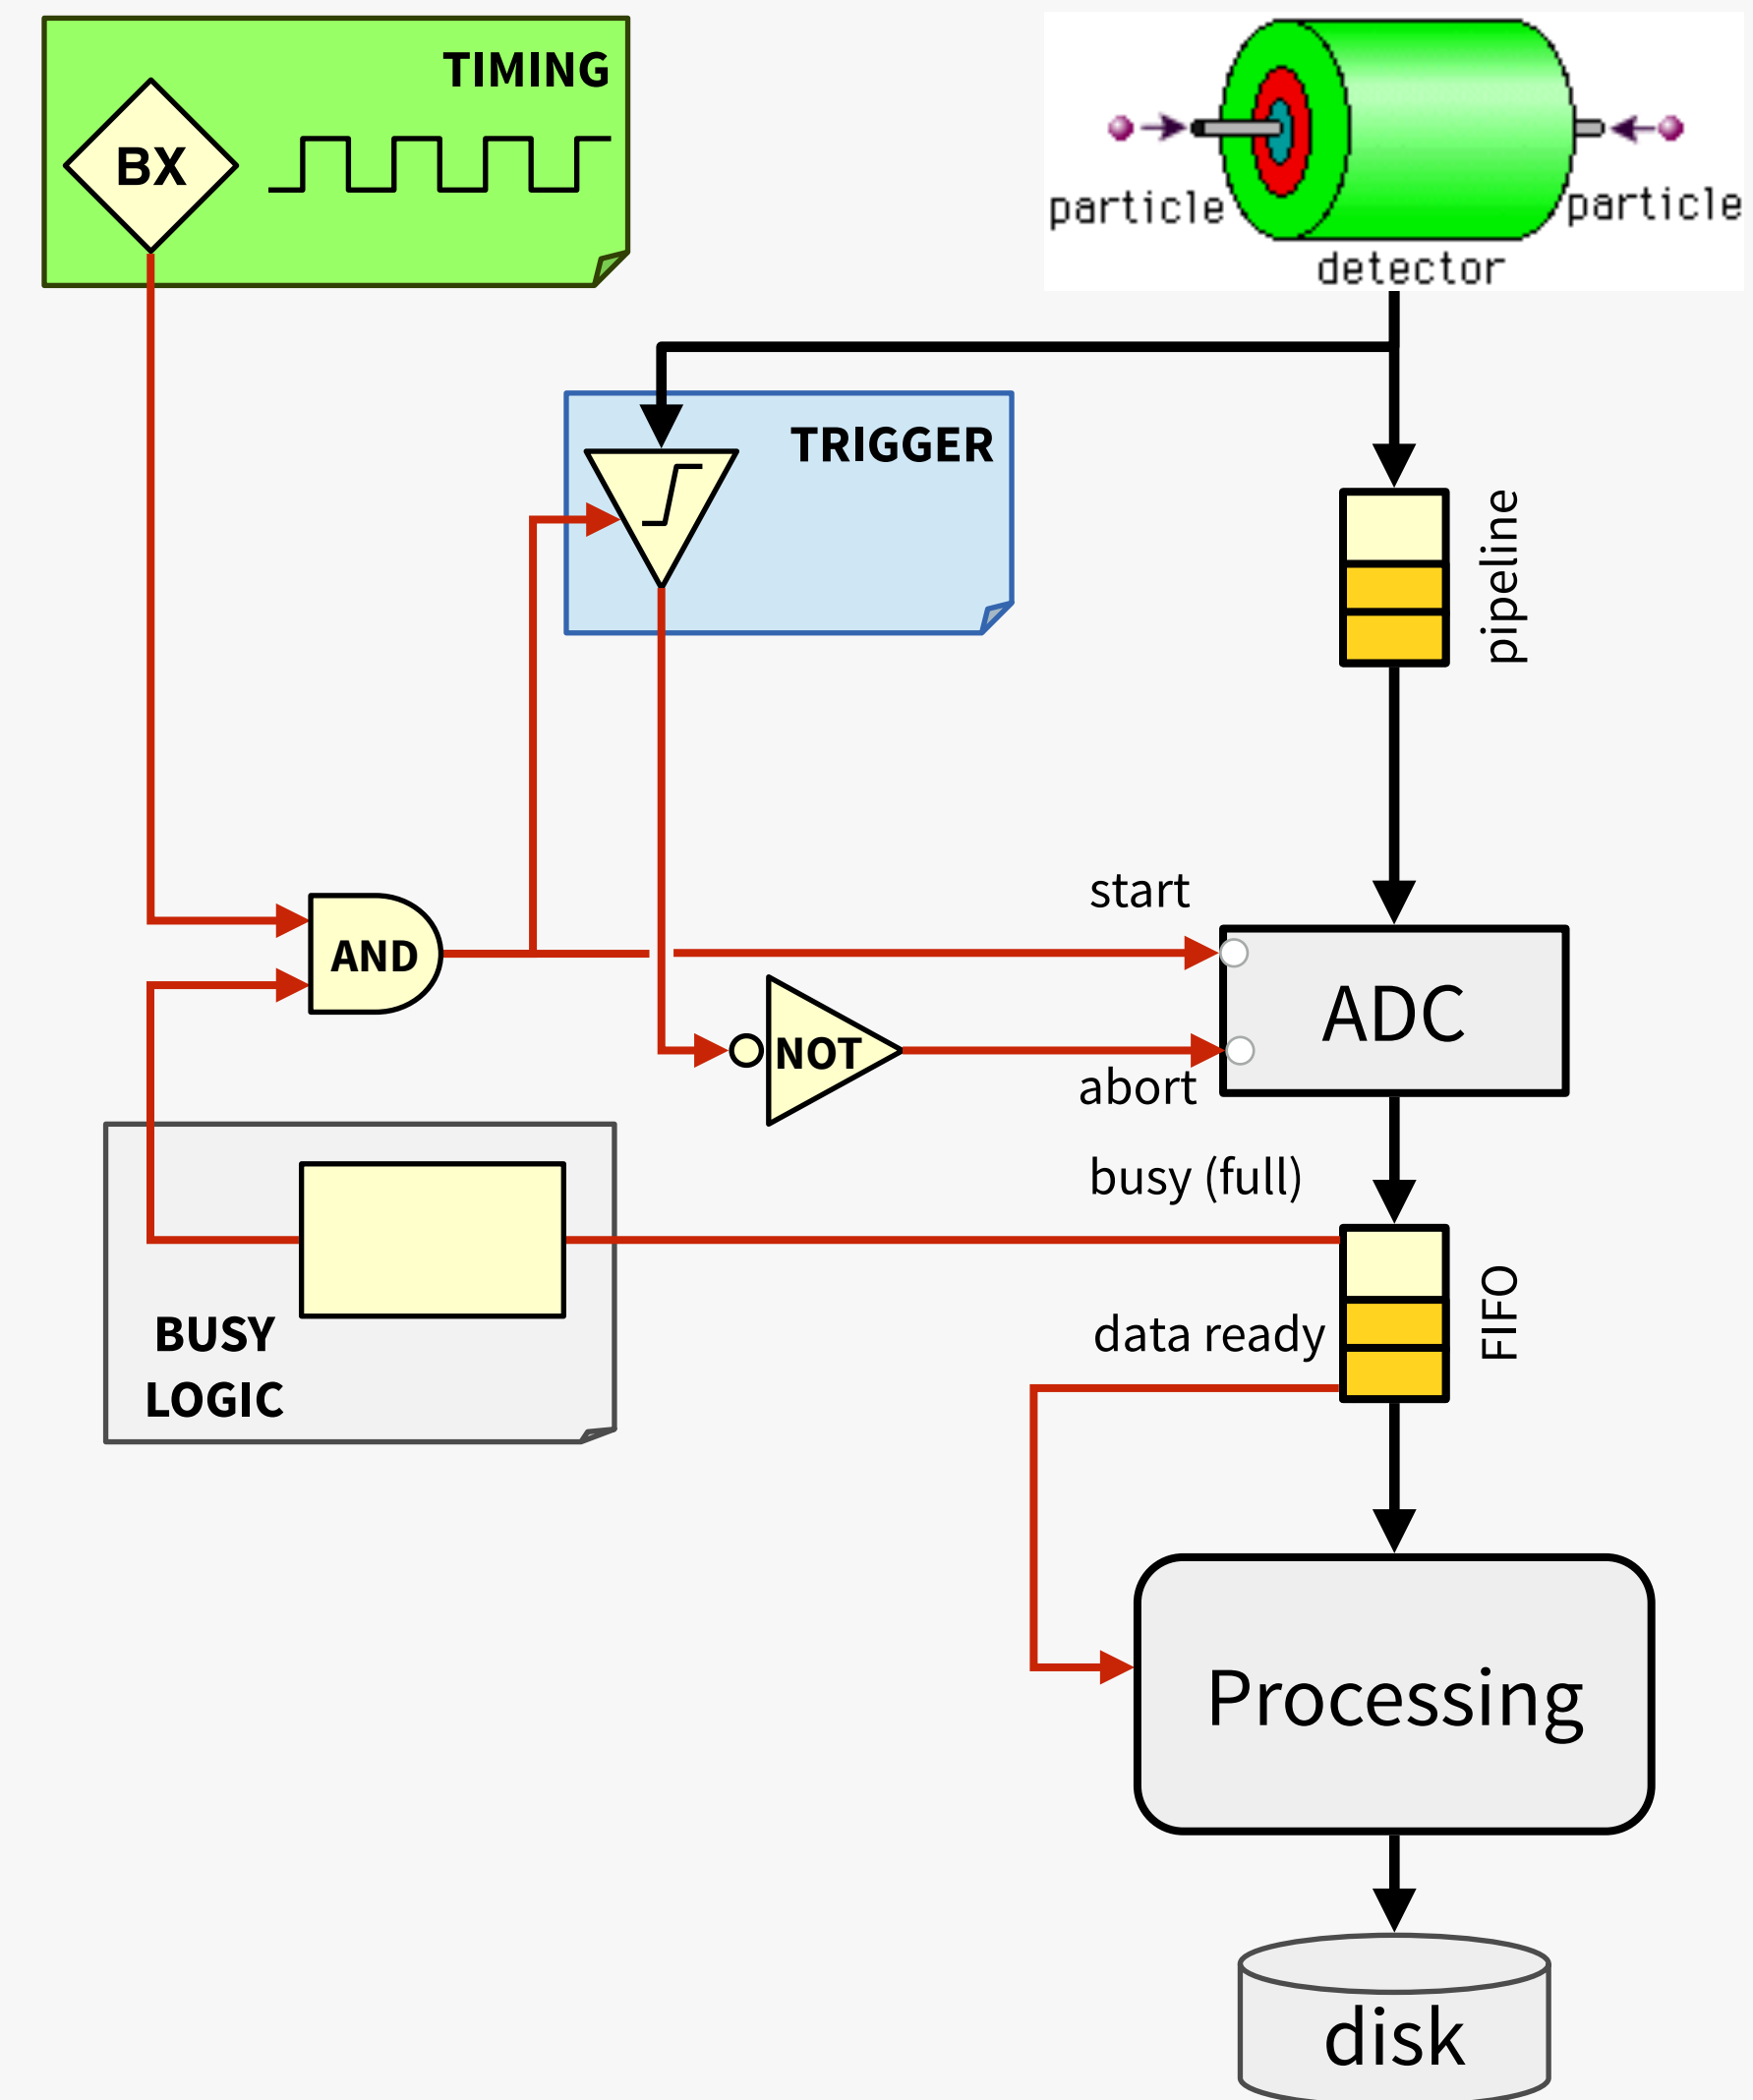 TIMING
BX
particle
particle
detector
TRIGGER
pipeline
start
AND
ADC
NOT
abort
busy (full)
FIFO
data ready
BUSY
LOGIC
Processing
disk